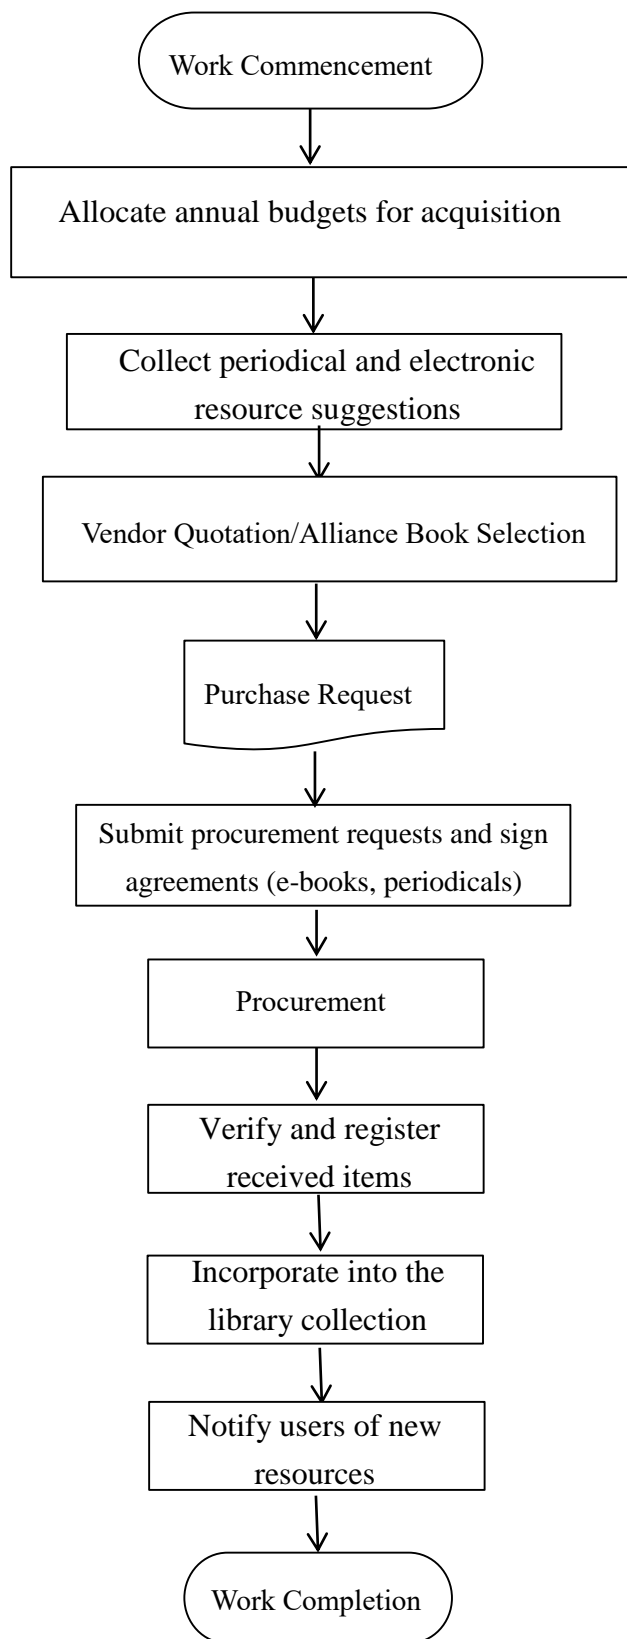 Work Commencement
Allocate annual budgets for acquisition
Collect periodical and electronic
resource suggestions
Vendor Quotation/Alliance Book Selection
Purchase Request
Submit procurement requests and sign
agreements (e-books, periodicals)
Procurement
Verify and register
received items
Incorporate into the
library collection
Notify users of new
resources
Work Completion